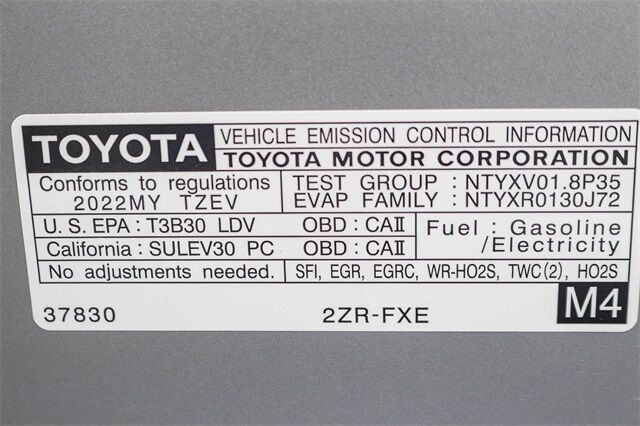 TOYOTA
VEHICLE EMISSION CONTROL INFORMATION
TOYOTA MOTOR CORPORATION
Conforms to regulations
2022MY TZEV
TEST GROUP : NTYXV01.8P35
EVAP FAMILY : NTYXR0130J72
U. S. EPA : T3B30 LDV OBD : CAII
California : SULEV30 PC OBD : CAII
Fuel : Gasoline
/Electricity
No adjustments needed.
SFI, EGR, EGRC, WR-HO2S, TWC(2), HO2S
37830
2ZR-FXE
M4